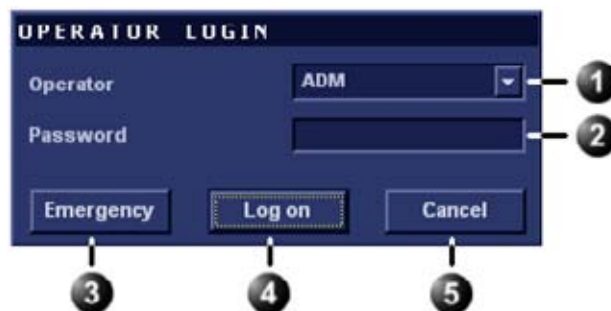 OPERATOR LOGIN
Operator ADM 1
Password 2
Emergency Log on Cancel
3 4 5